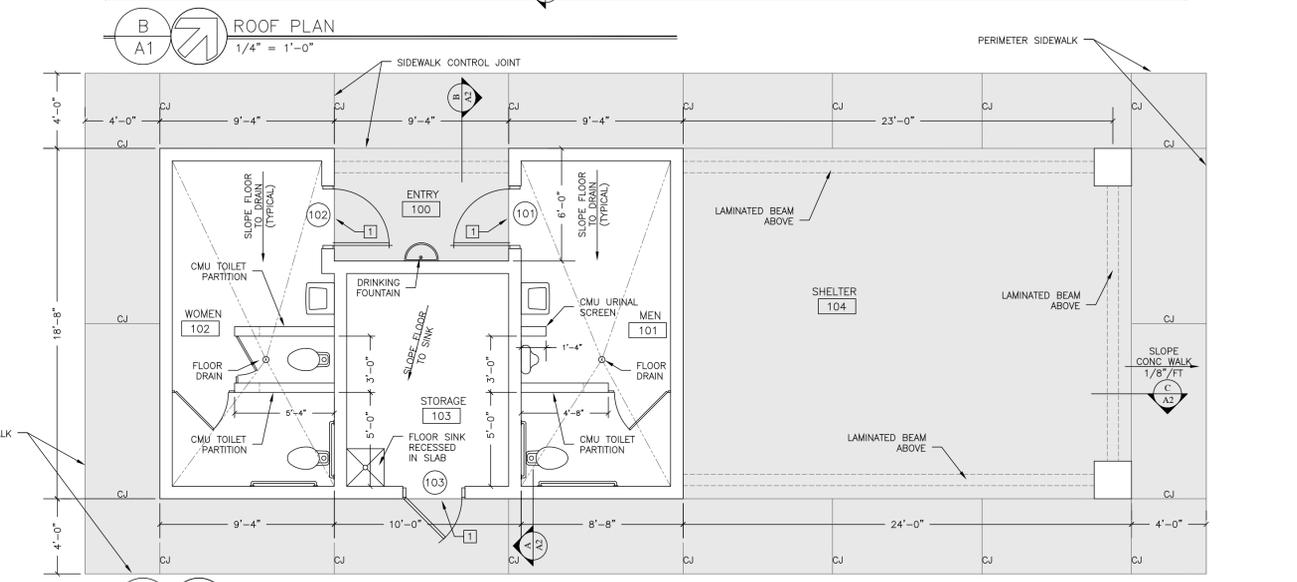 B
A1
ROOF PLAN
1/4" = 1'-0"
SIDEWALK CONTROL JOINT
PERIMETER SIDEWALK
B
A2
CJ
CJ
CJ
CJ
CJ
4'-0"
4'-0"
9'-4"
9'-4"
9'-4"
23'-0"
CJ
CJ
SLOPE FLOOR
TO DRAIN
(TYPICAL)
ENTRY
100
102
101
1
1
6'-0"
SLOPE FLOOR
TO DRAIN
(TYPICAL)
LAMINATED BEAM
ABOVE
CMU TOILET
PARTITION
DRINKING
FOUNTAIN
CMU URINAL
SCREEN
SHELTER
104
LAMINATED BEAM
ABOVE
WOMEN
102
MEN
101
18'-8"
CJ
CJ
SLOPE FLOOR
TO SINK
1'-4"
FLOOR
DRAIN
FLOOR
DRAIN
SLOPE
CONC WALK
1/8"/FT
C
A2
3'-0"
3'-0"
STORAGE
103
5'-4"
4'-8"
LK
CMU TOILET
PARTITION
5'-0"
FLOOR SINK
RECESSED
IN SLAB
5'-0"
CMU TOILET
PARTITION
LAMINATED BEAM
ABOVE
103
CJ
CJ
4'-0"
9'-4"
10'-0"
8'-8"
24'-0"
4'-0"
1
A
A2
CJ
CJ
CJ
CJ
CJ
CJ